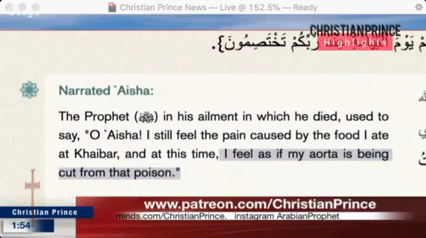 Christian Prince News — Live @ 152.5% — Ready
CHRISTIANPRINCE
Highlights
رَبِّكُمْ تَخْتَصِمُونَ}.
Narrated `Aisha:
The Prophet (ﷺ) in his ailment in which he died, used to
say, "O `Aisha! I still feel the pain caused by the food I ate
at Khaibar, and at this time, I feel as if my aorta is being
cut from that poison."
www.patreon.com/ChristianPrince
Christian Prince
1:54
minds.com/ChristianPrince, instagram ArabianProphet